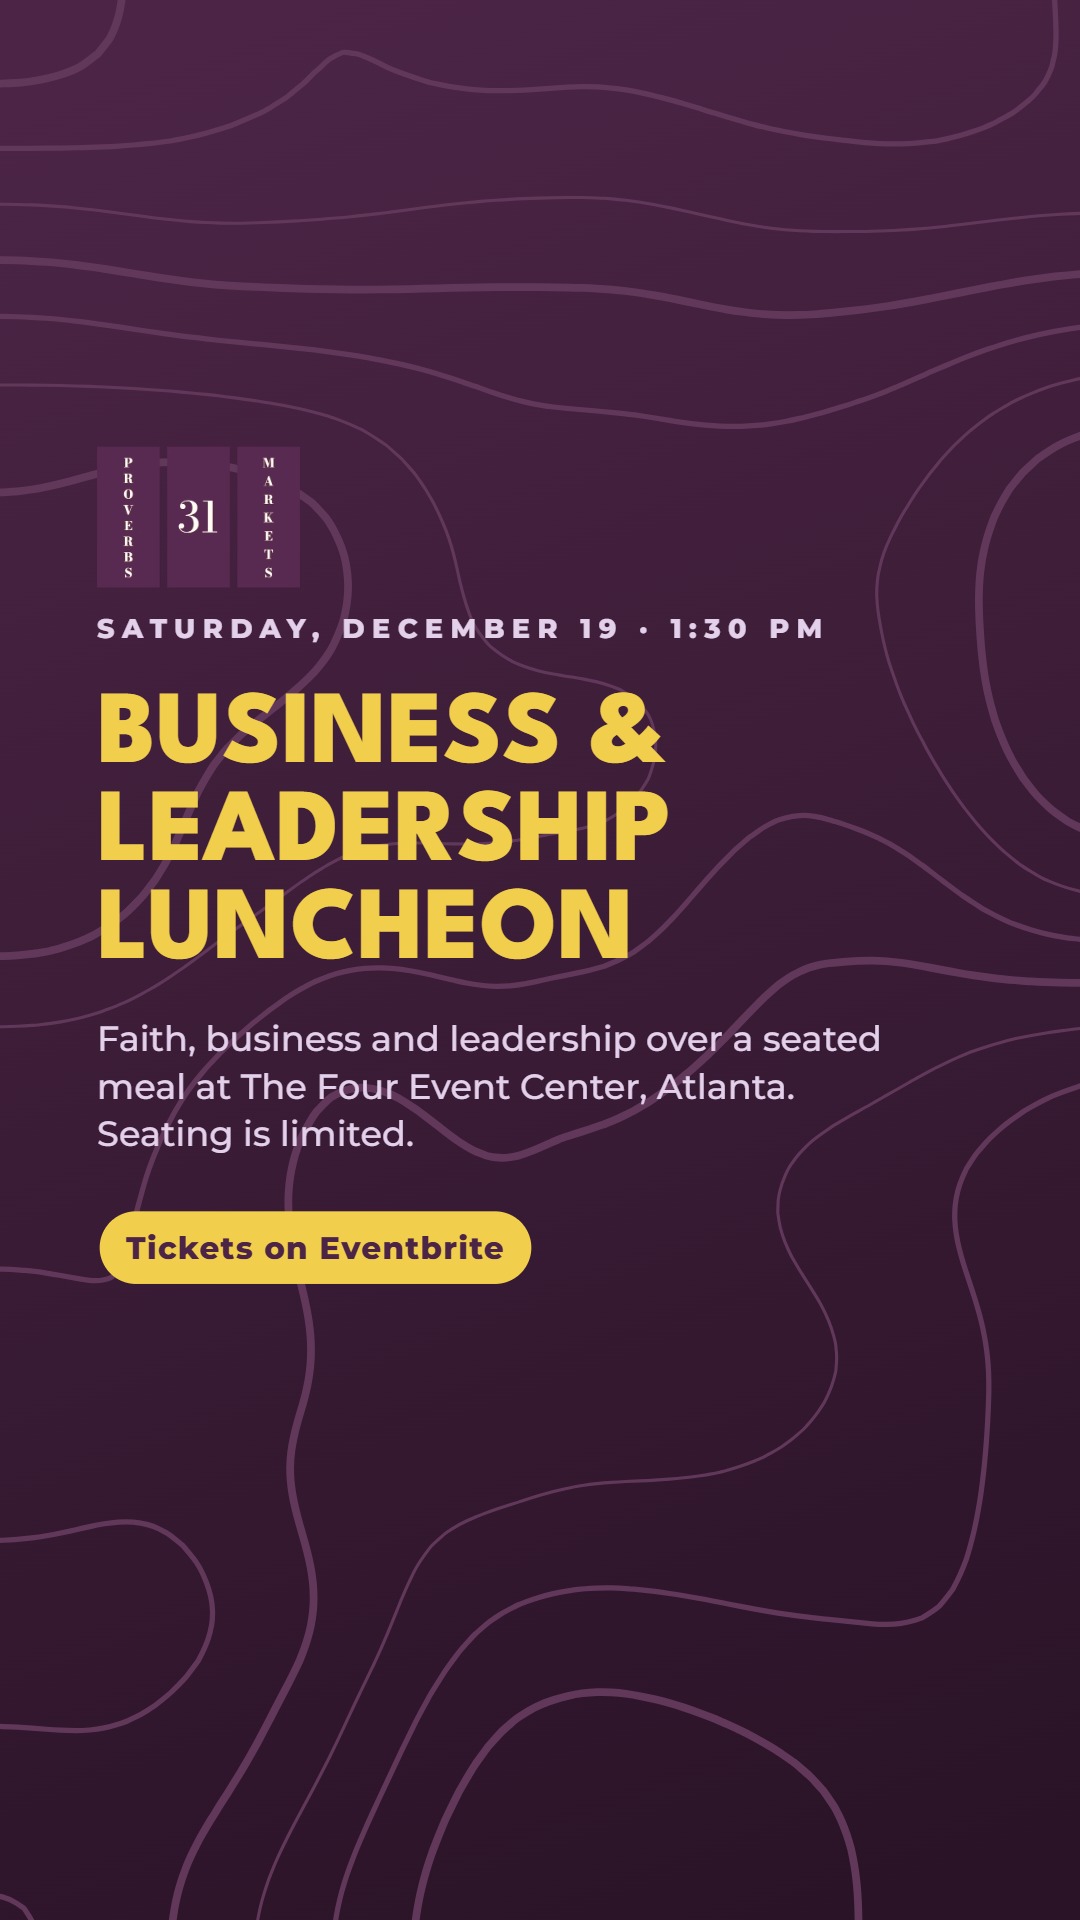 PROVERBS
31
MARKETS
SATURDAY, DECEMBER 19 · 1:30 PM
BUSINESS &
LEADERSHIP
LUNCHEON
Faith, business and leadership over a seated
meal at The Four Event Center, Atlanta.
Seating is limited.
Tickets on Eventbrite